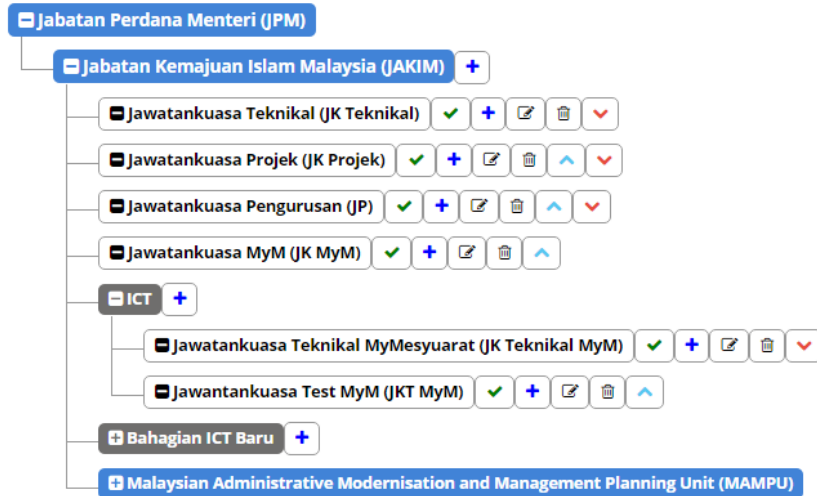 Jabatan Perdana Menteri (JPM)
Jabatan Kemajuan Islam Malaysia (JAKIM)
Jawatankuasa Teknikal (JK Teknikal)
Jawatankuasa Projek (JK Projek)
Jawatankuasa Pengurusan (JP)
Jawatankuasa MyM (JK MyM)
ICT
Jawatankuasa Teknikal MyMesyuarat (JK Teknikal MyM)
Jawantankuasa Test MyM (JKT MyM)
Bahagian ICT Baru
Malaysian Administrative Modernisation and Management Planning Unit (MAMPU)